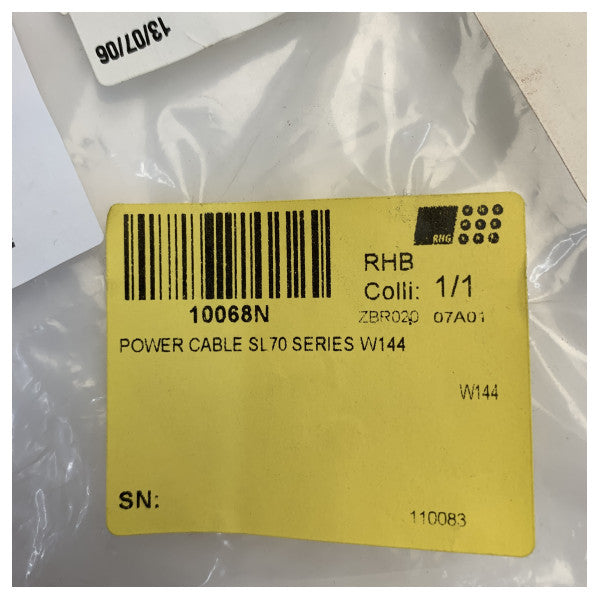 13/07/06
RHG
10068N
RHB
Colli: 1/1
ZBR020 07A01
POWER CABLE SL70 SERIES W144
W144
SN:
110083